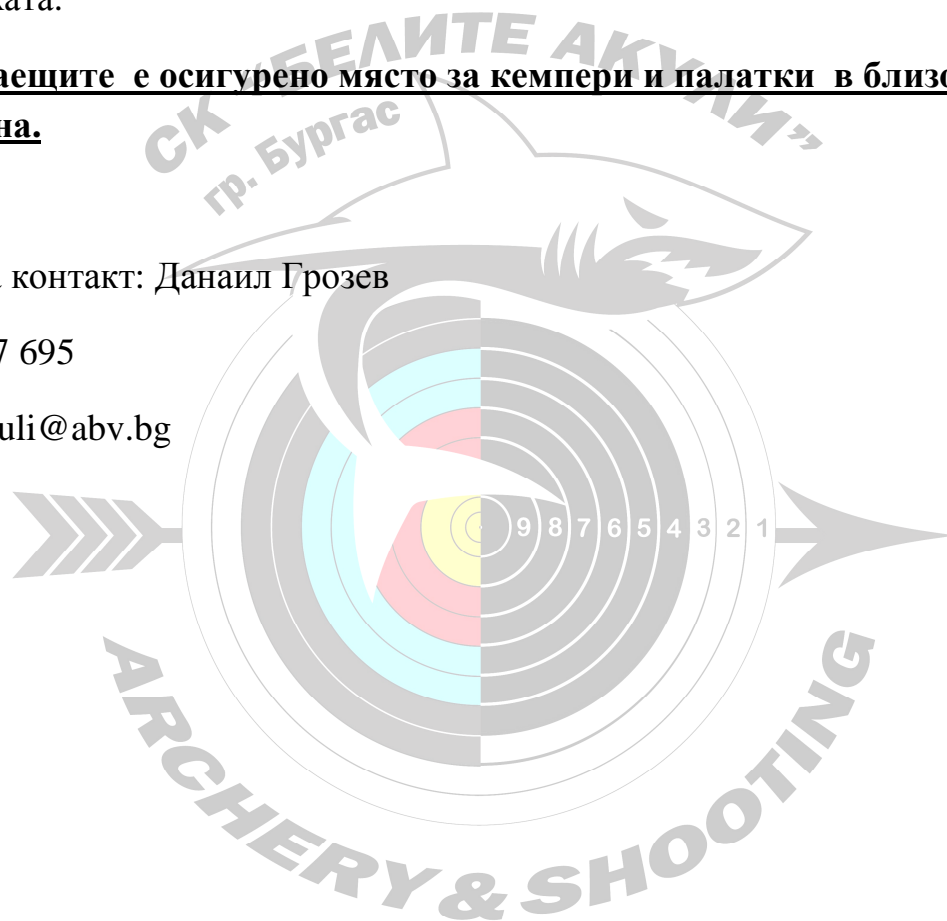 ката.
СК "БЕЛИТЕ АКУЛИ"
аещите е осигурено място за кемпери и палатки в близо
на.
гр. Бургас
контакт: Данаил Грозев
7 695
uli@abv.bg
9 8 7 6 5 4 3 2 1
ARCHERY & SHOOTING